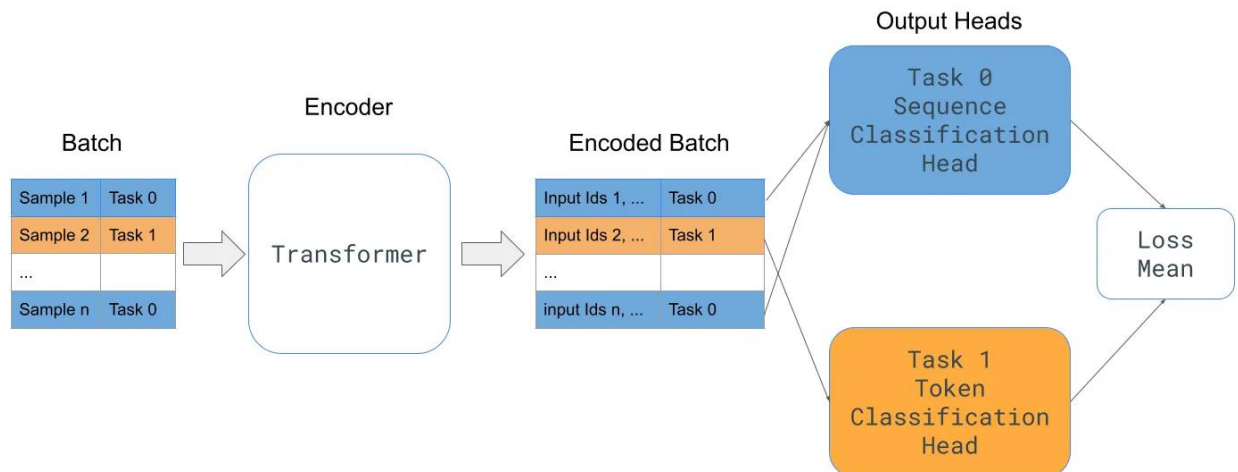 Output Heads
Task 0
Sequence
Classification
Head
Encoder
Batch
Encoded Batch
Sample 1 Task 0
Sample 2 Task 1
...
Sample n Task 0
Transformer
Input Ids 1, ... Task 0
Input Ids 2, ... Task 1
...
input Ids n, ... Task 0
Loss
Mean
Task 1
Token
Classification
Head